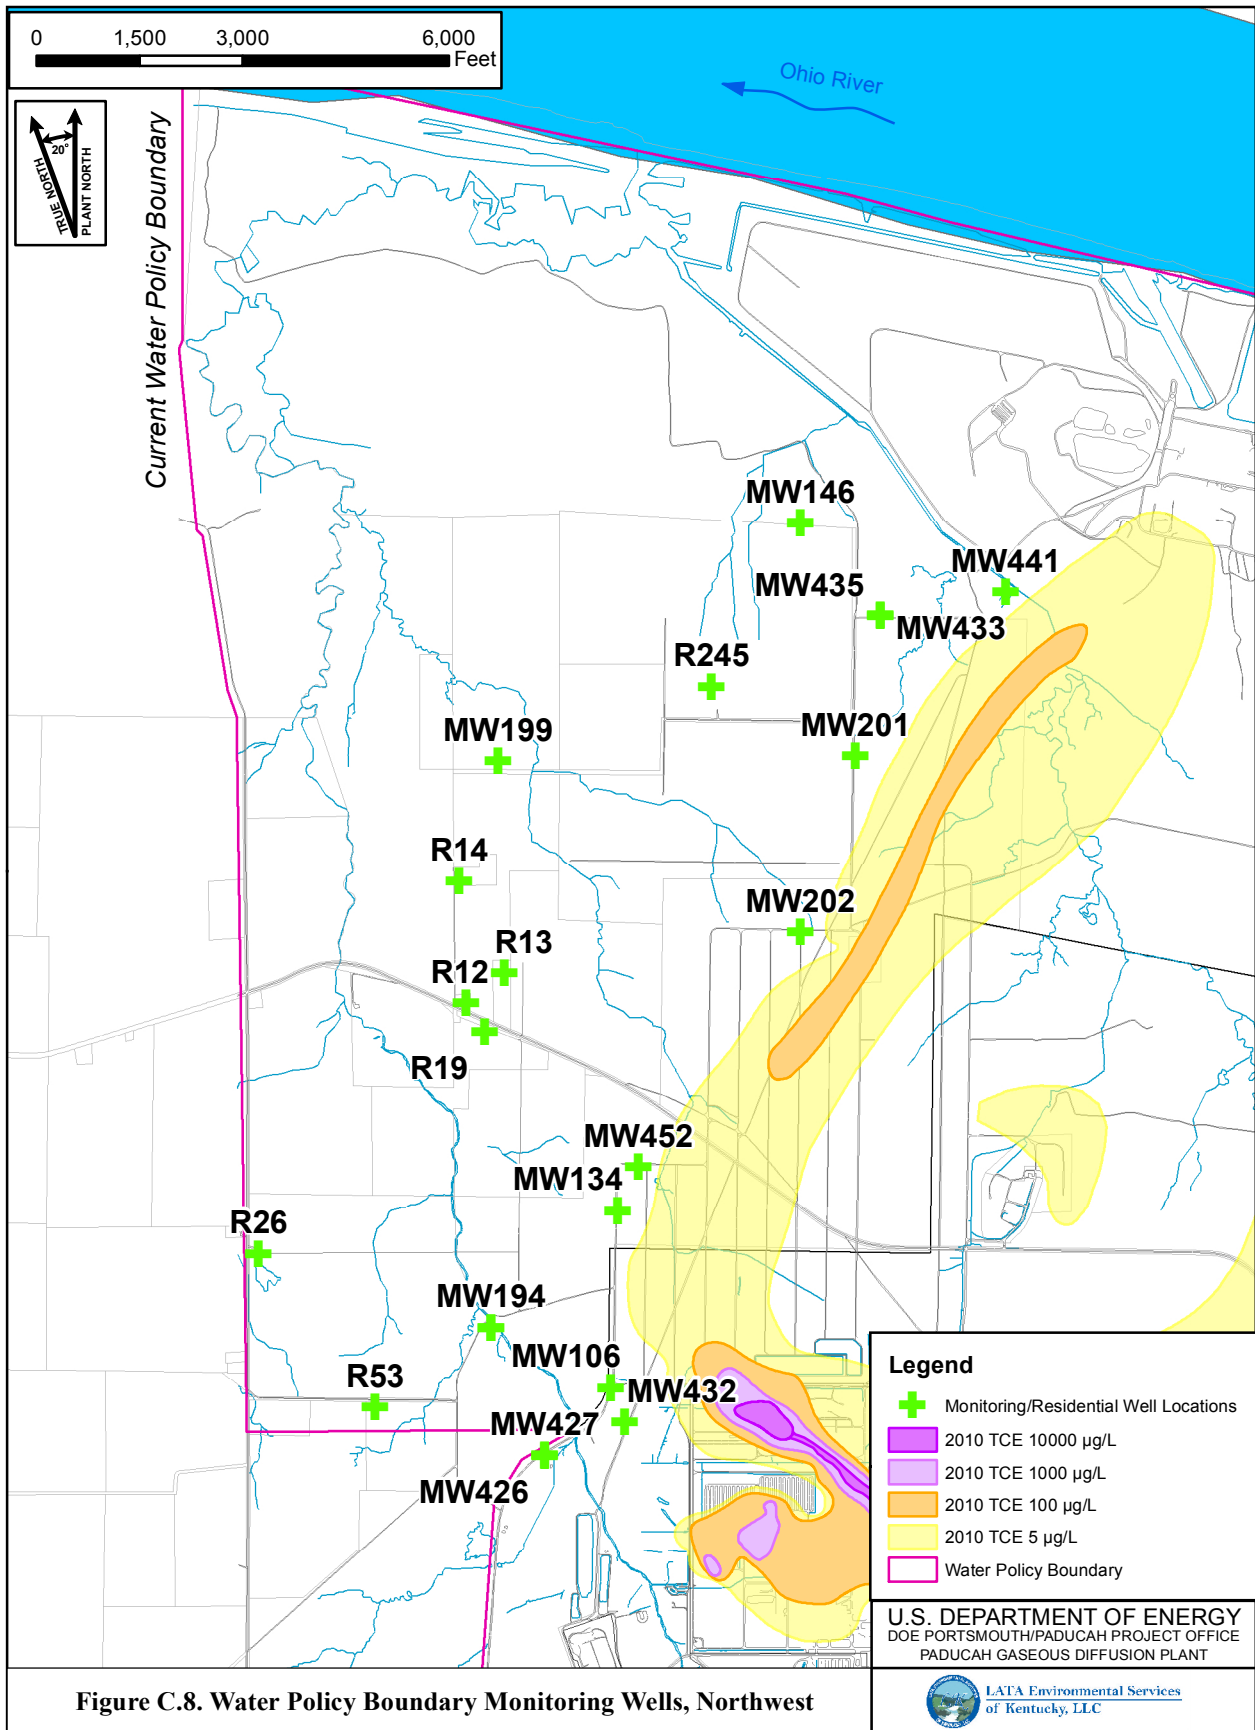 0 1,500 3,000 6,000
Feet
Ohio River
20°
TRUE NORTH
PLANT NORTH
Current Water Policy Boundary
MW146
MW441
MW435
MW433
R245
MW199
MW201
R14
MW202
R13
R12
R19
MW452
MW134
R26
MW194
MW106
R53
MW432
MW427
MW426
Legend
Monitoring/Residential Well Locations
2010 TCE 10000 µg/L
2010 TCE 1000 µg/L
2010 TCE 100 µg/L
2010 TCE 5 µg/L
Water Policy Boundary
U.S. DEPARTMENT OF ENERGY
DOE PORTSMOUTH/PADUCAH PROJECT OFFICE
PADUCAH GASEOUS DIFFUSION PLANT
Figure C.8. Water Policy Boundary Monitoring Wells, Northwest
LATA Environmental Services
of Kentucky, LLC